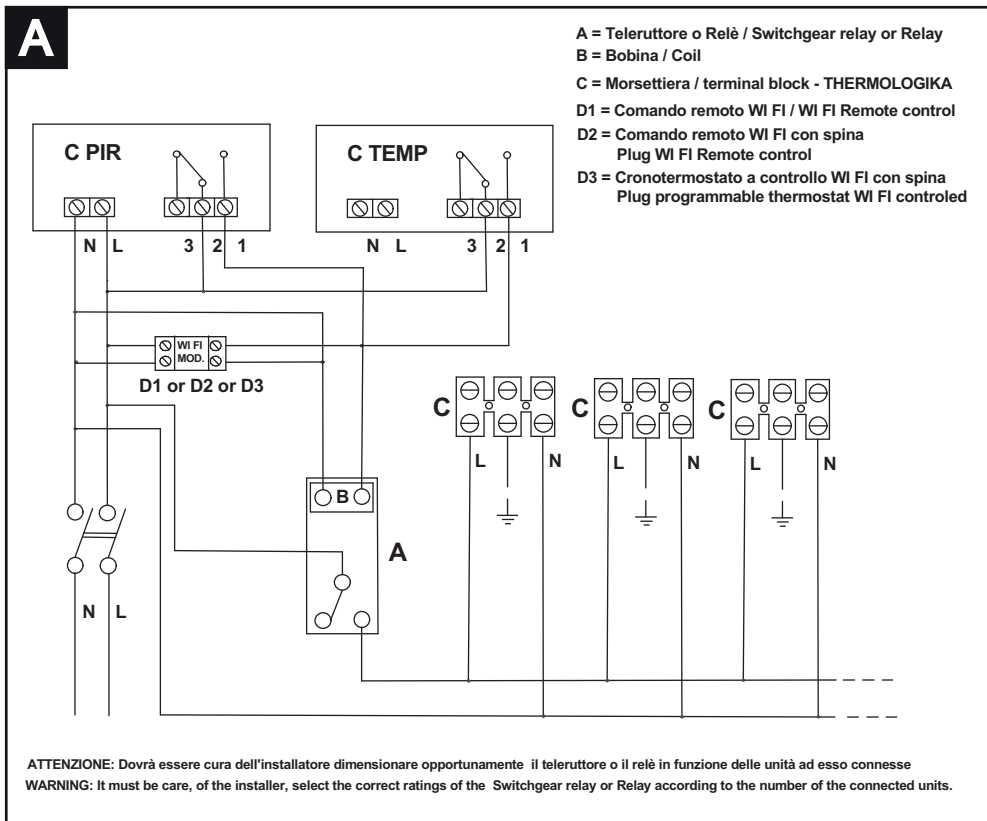 A
A = Teleruttore o Relè / Switchgear relay or Relay
B = Bobina / Coil
C = Morsettiera / terminal block - THERMOLOGIKA
D1 = Comando remoto WI FI / WI FI Remote control
D2 = Comando remoto WI FI con spina
Plug WI FI Remote control
D3 = Cronotermostato a controllo WI FI con spina
Plug programmable thermostat WI FI controled
C PIR
C TEMP
N L 3 2 1
N L 3 2 1
WI FI
MOD.
D1 or D2 or D3
C C C
L N L N L N
B
A
N L
ATTENZIONE: Dovrà essere cura dell'installatore dimensionare opportunamente il teleruttore o il relè in funzione delle unità ad esso connesse
WARNING: It must be care, of the installer, select the correct ratings of the Switchgear relay or Relay according to the number of the connected units.